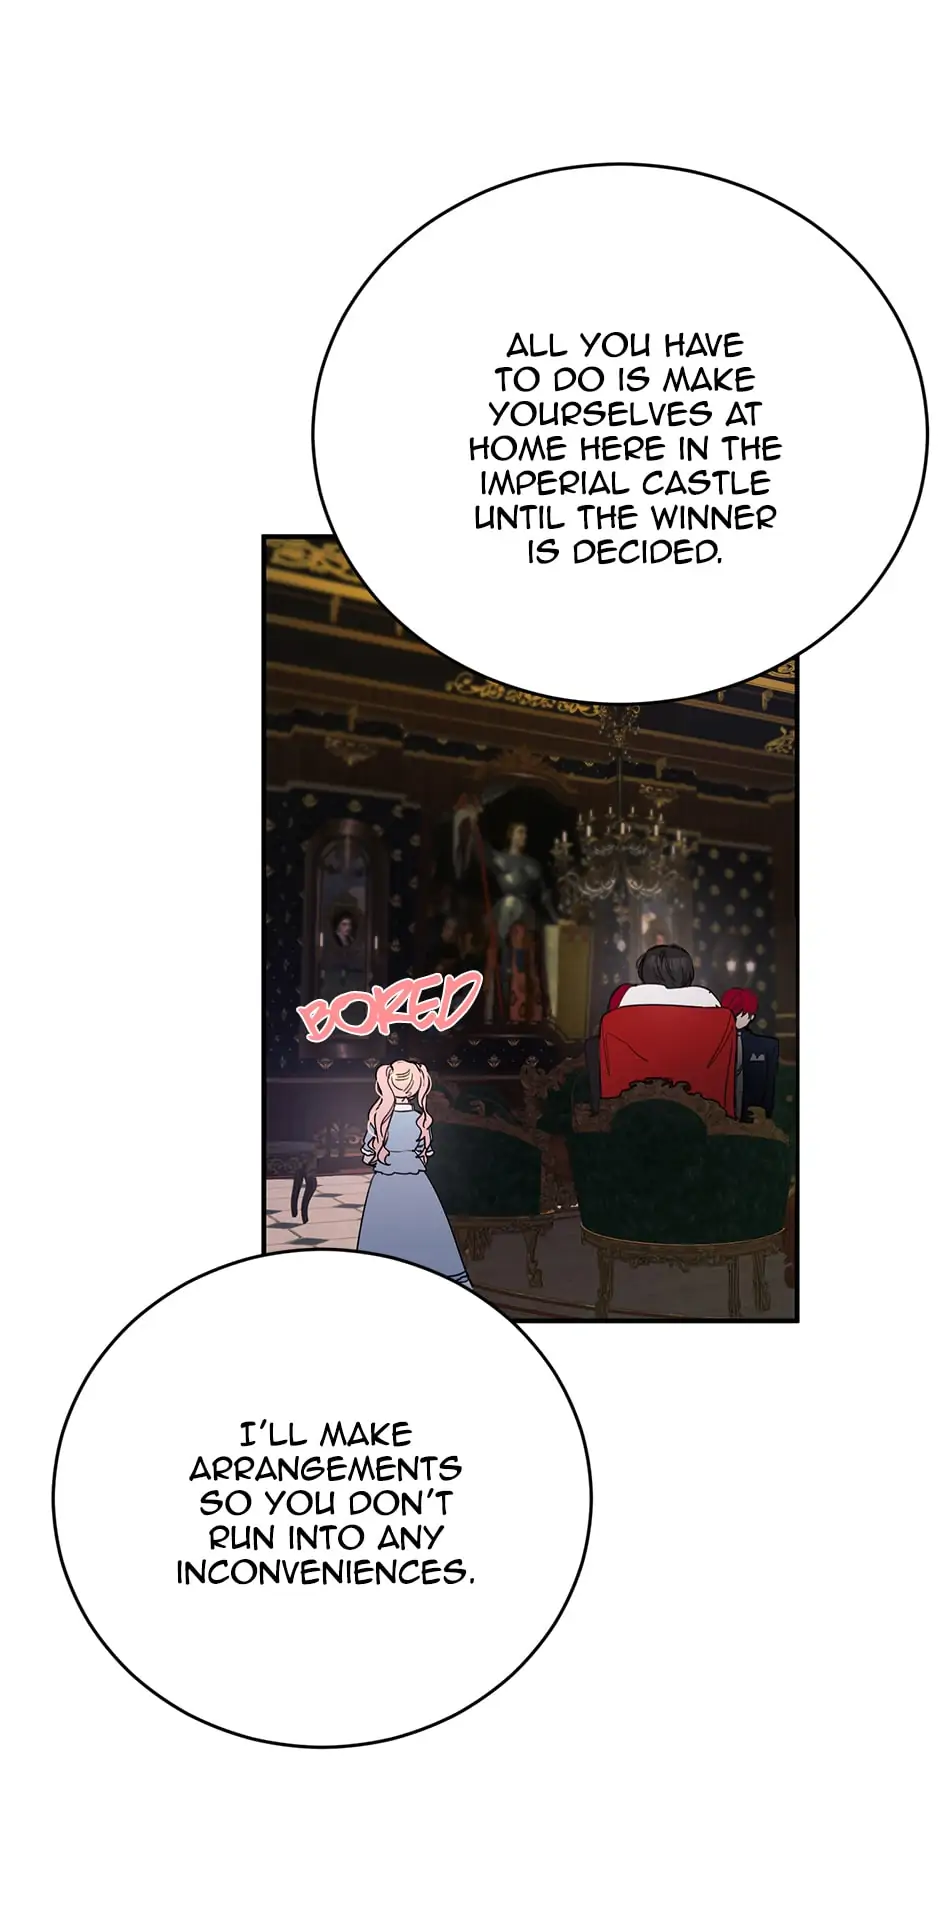 ALL YOU HAVE
TO DO IS MAKE
YOURSELVES AT
HOME HERE IN THE
IMPERIAL CASTLE
UNTIL THE WINNER
IS DECIDED.
BORED
I'LL MAKE
ARRANGEMENTS
SO YOU DON'T
RUN INTO ANY
INCONVENIENCES.